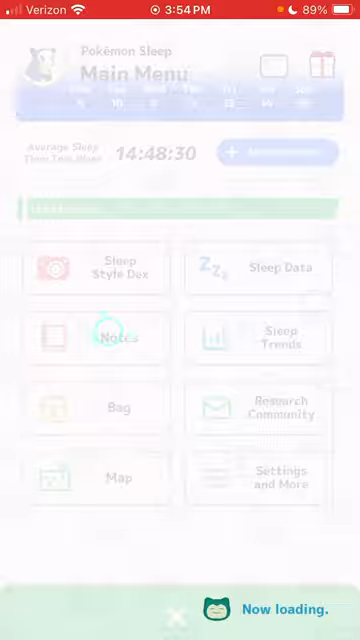 Verizon 3:54 PM 89%
Pokémon Sleep
Main Menu
Average Sleep
Time This Week
14:48:30
Sleep
Style Dex
Sleep Data
Notes
Sleep
Trends
Bag
Research
Community
Map
Settings
and More
Now loading.